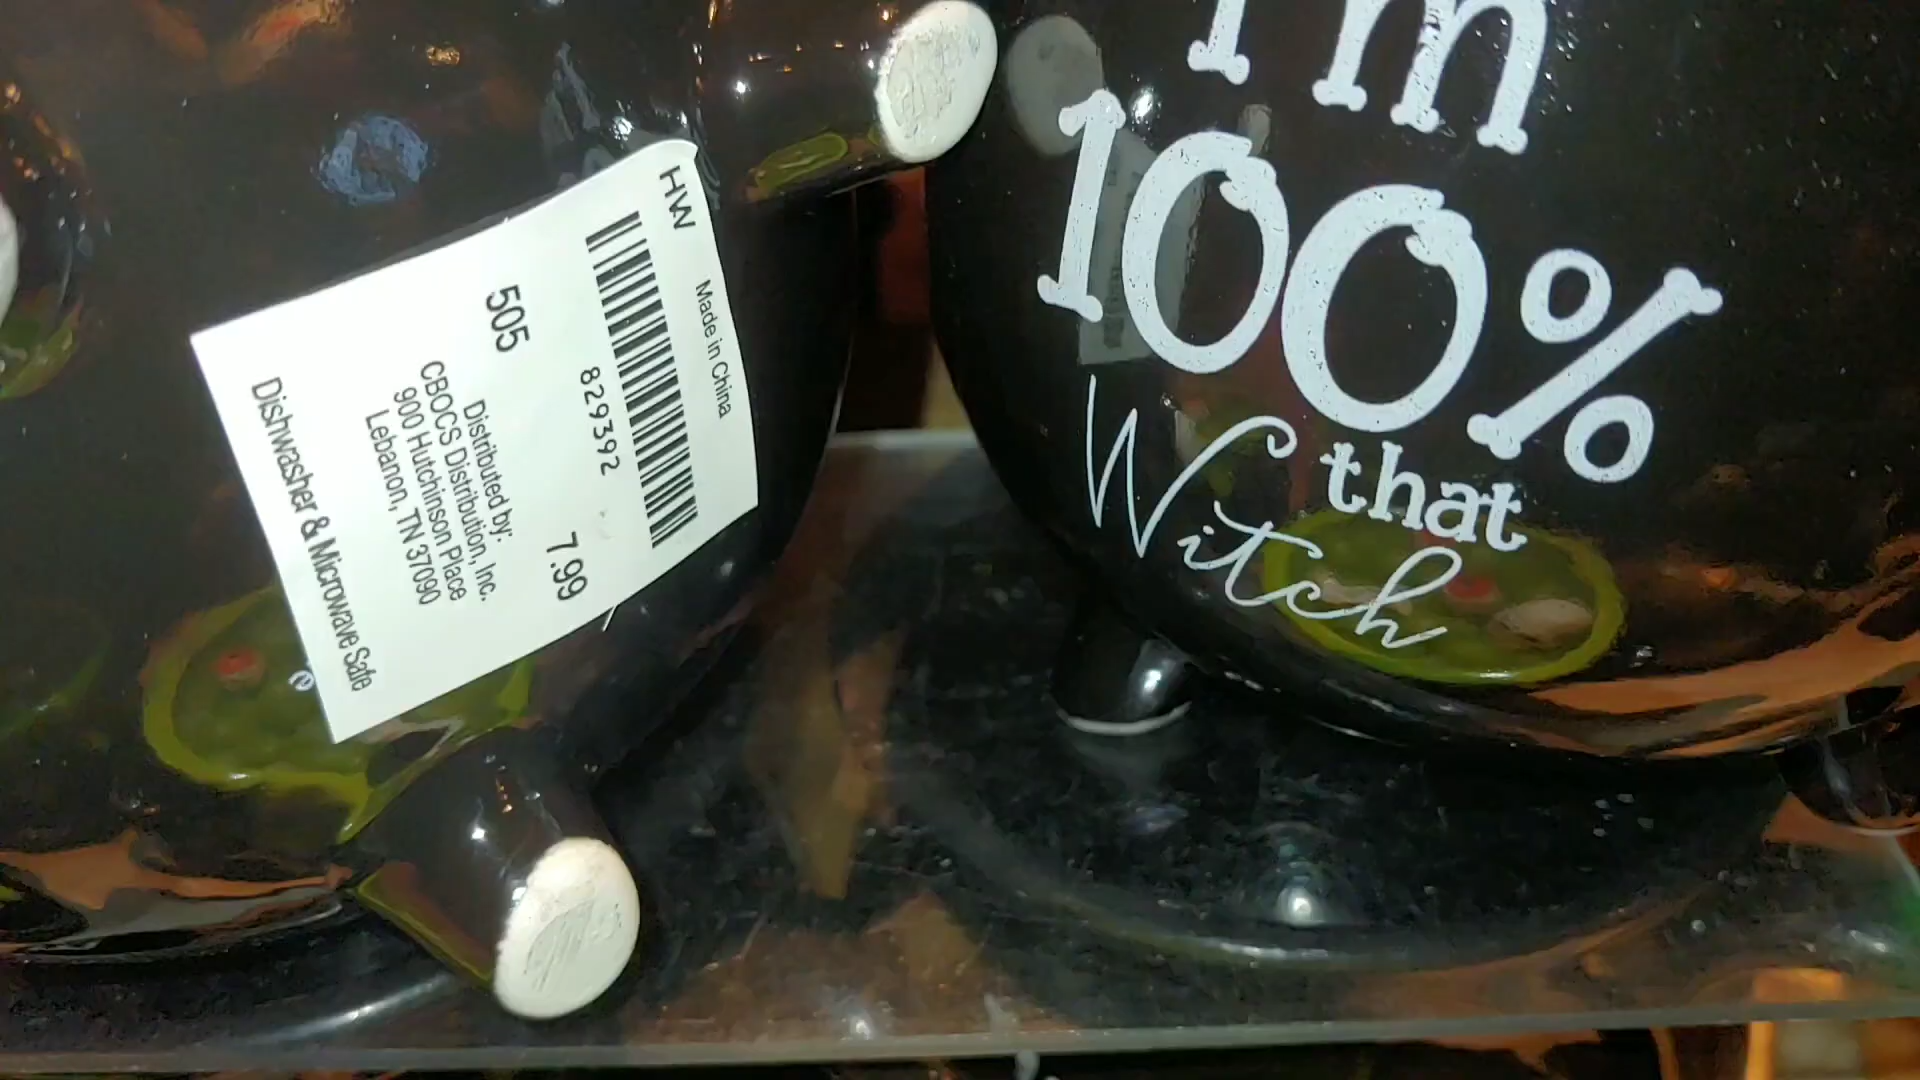 HW
Made in China
829392
505
7.99
Distributed by:
CBOCS Distribution, Inc.
900 Hutchinson Place
Lebanon, TN 37090
Dishwasher & Microwave Safe
e
I'm
100%
that
Witch